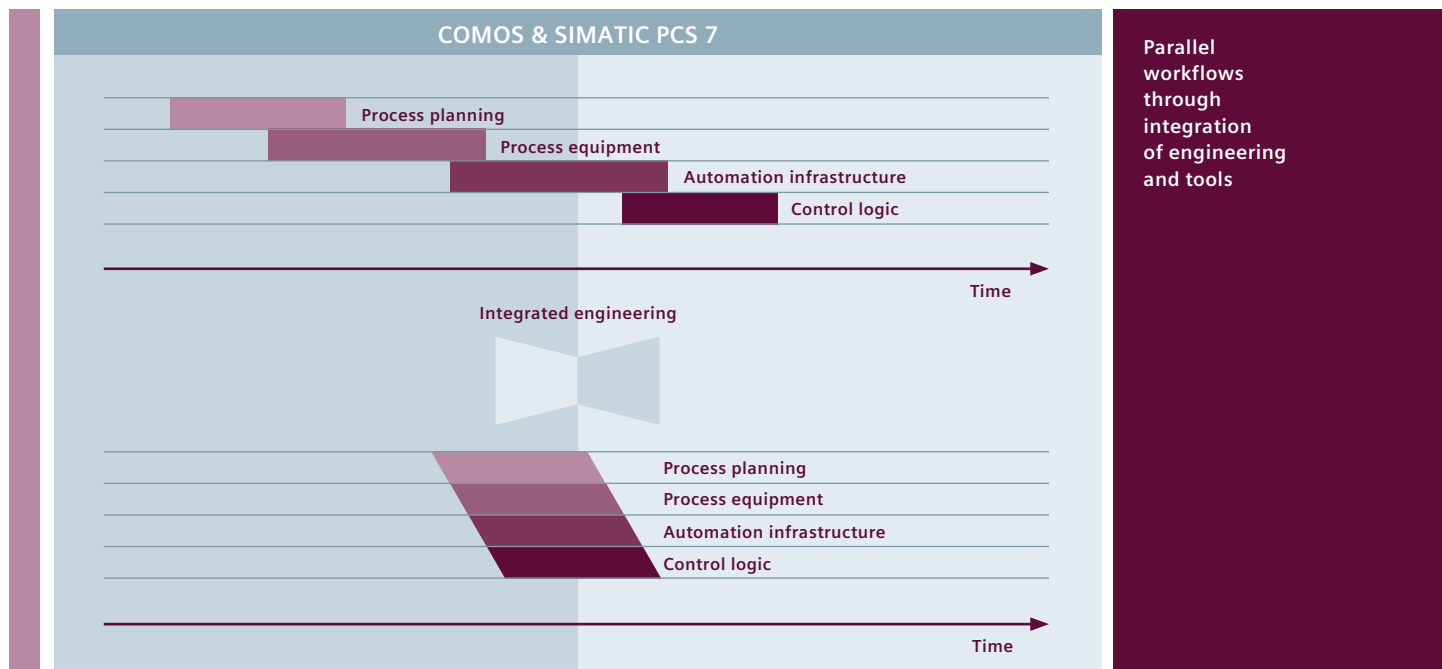 COMOS & SIMATIC PCS 7
Process planning
Process equipment
Automation infrastructure
Control logic
Time
Integrated engineering
Process planning
Process equipment
Automation infrastructure
Control logic
Time
Parallel
workflows
through
integration
of engineering
and tools